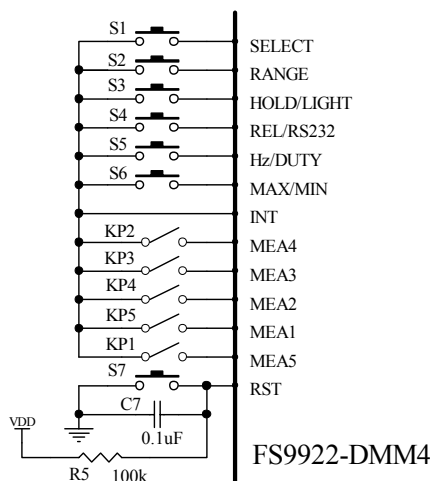 S1 SELECT
S2 RANGE
S3 HOLD/LIGHT
S4 REL/RS232
S5 Hz/DUTY
S6 MAX/MIN
INT
KP2 MEA4
KP3 MEA3
KP4 MEA2
KP5 MEA1
KP1 MEA5
S7 RST
C7
VDD
0.1uF
R5 100k
FS9922-DMM4